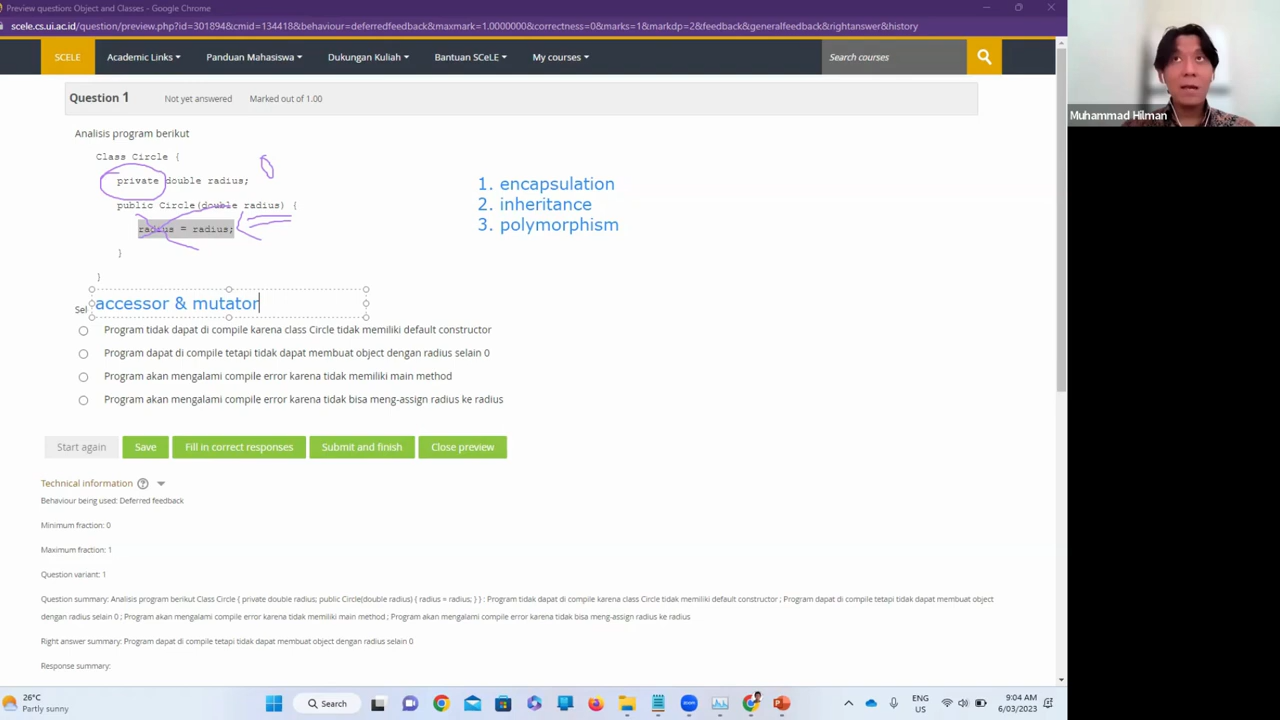 Preview question: Object and Classes - Google Chrome
scele.cs.ui.ac.id/question/preview.php?id=301894&cmid=134418&behaviour=deferredfeedback&maxmark=1.0000000&correctness=0&marks=1&markdp=2&feedback&generalfeedback&rightanswer&history
SCELE Academic Links Panduan Mahasiswa Dukungan Kuliah Bantuan SCeLE My courses Search courses
Question 1 Not yet answered Marked out of 1.00
Muhammad Hilman
Analisis program berikut
Class Circle {
private double radius;
public Circle(double radius) {
radius = radius;
}
}
1. encapsulation
2. inheritance
3. polymorphism
Sel accessor & mutator
Program tidak dapat di compile karena class Circle tidak memiliki default constructor
Program dapat di compile tetapi tidak dapat membuat object dengan radius selain 0
Program akan mengalami compile error karena tidak memiliki main method
Program akan mengalami compile error karena tidak bisa meng-assign radius ke radius
Start again Save Fill in correct responses Submit and finish Close preview
Technical information
Behaviour being used: Deferred feedback
Minimum fraction: 0
Maximum fraction: 1
Question variant: 1
Question summary: Analisis program berikut Class Circle { private double radius; public Circle(double radius) { radius = radius; } } : Program tidak dapat di compile karena class Circle tidak memiliki default constructor ; Program dapat di compile tetapi tidak dapat membuat object
dengan radius selain 0 ; Program akan mengalami compile error karena tidak memiliki main method ; Program akan mengalami compile error karena tidak bisa meng-assign radius ke radius
Right answer summary: Program dapat di compile tetapi tidak dapat membuat object dengan radius selain 0
Response summary:
26°C
Partly sunny
Search
ENG
US
9:04 AM
6/03/2023